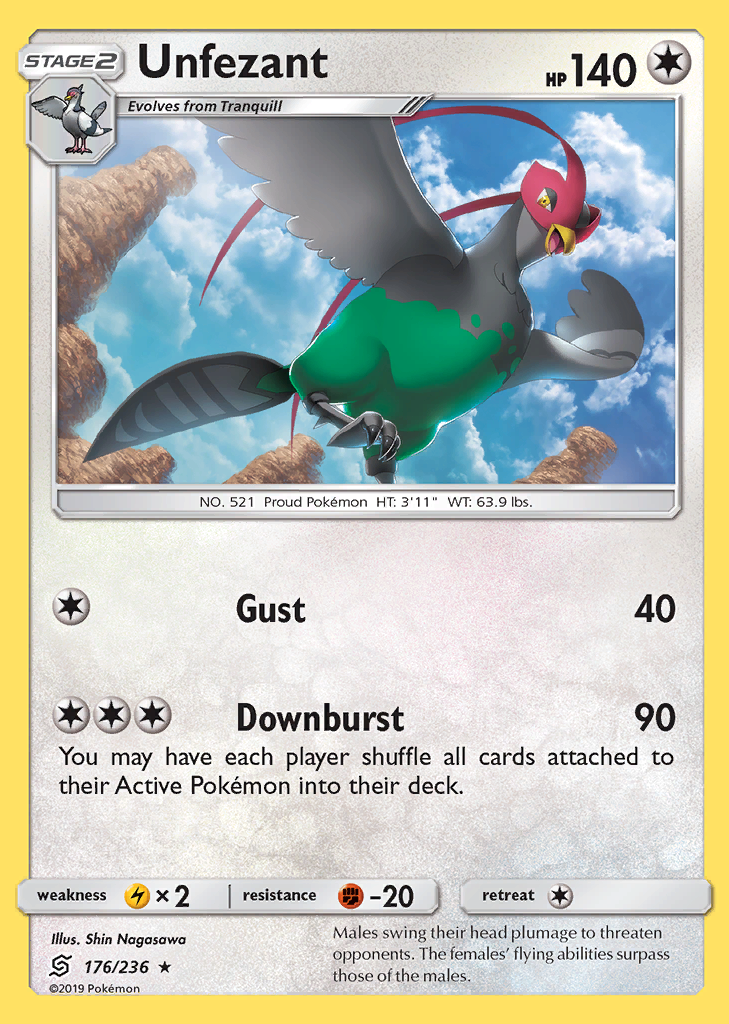 STAGE 2
Unfezant
HP 140
Evolves from Tranquill
NO. 521 Proud Pokémon HT: 3'11" WT: 63.9 lbs.
Gust 40
Downburst 90
You may have each player shuffle all cards attached to
their Active Pokémon into their deck.
weakness × 2 resistance -20 retreat
Illus. Shin Nagasawa
176/236 ★
©2019 Pokémon
Males swing their head plumage to threaten
opponents. The females' flying abilities surpass
those of the males.